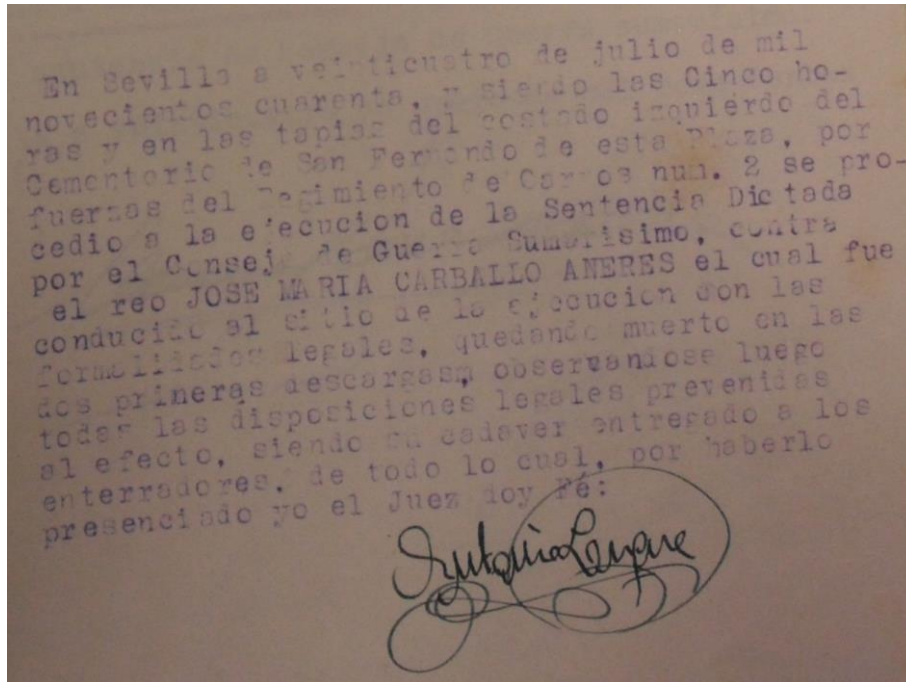 En Sevilla a veinticuatro de julio de mil
novecientos cuarenta, y siendo las Cinco ho-
ras y en las tapias del costado izquierdo del
Cementerio de San Fernando de esta Plaza, por
fuerzas del Regimiento de Carros num. 2 se pro-
cedio a la ejecucion de la Sentencia Dictada
por el Consejo de Guerra Sumarisimo, contra
el reo JOSE MARIA CARBALLO ANERES el cual fue
conducido al sitio de la ejecucion con las
formalidades legales, quedando muerto en las
dos primeras descargasm observandose luego
todas las disposiciones legales prevenidas
al efecto, siendo su cadaver entregado a los
enterradores, de todo lo cual, por haberlo
presenciado yo el Juez doy Fé:
Antonio